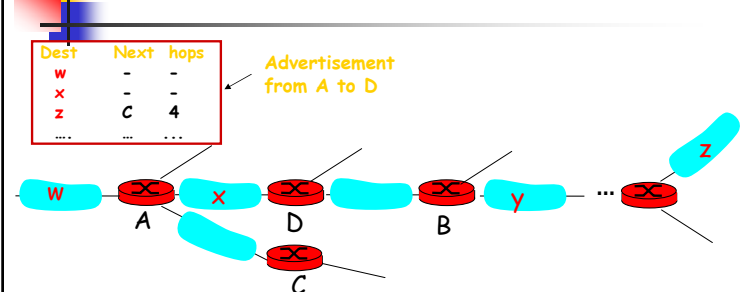 Dest Next hops
w - -
x - -
z C 4
.... ... ...
Advertisement
from A to D
z
w
x
y
...
A
D
B
C